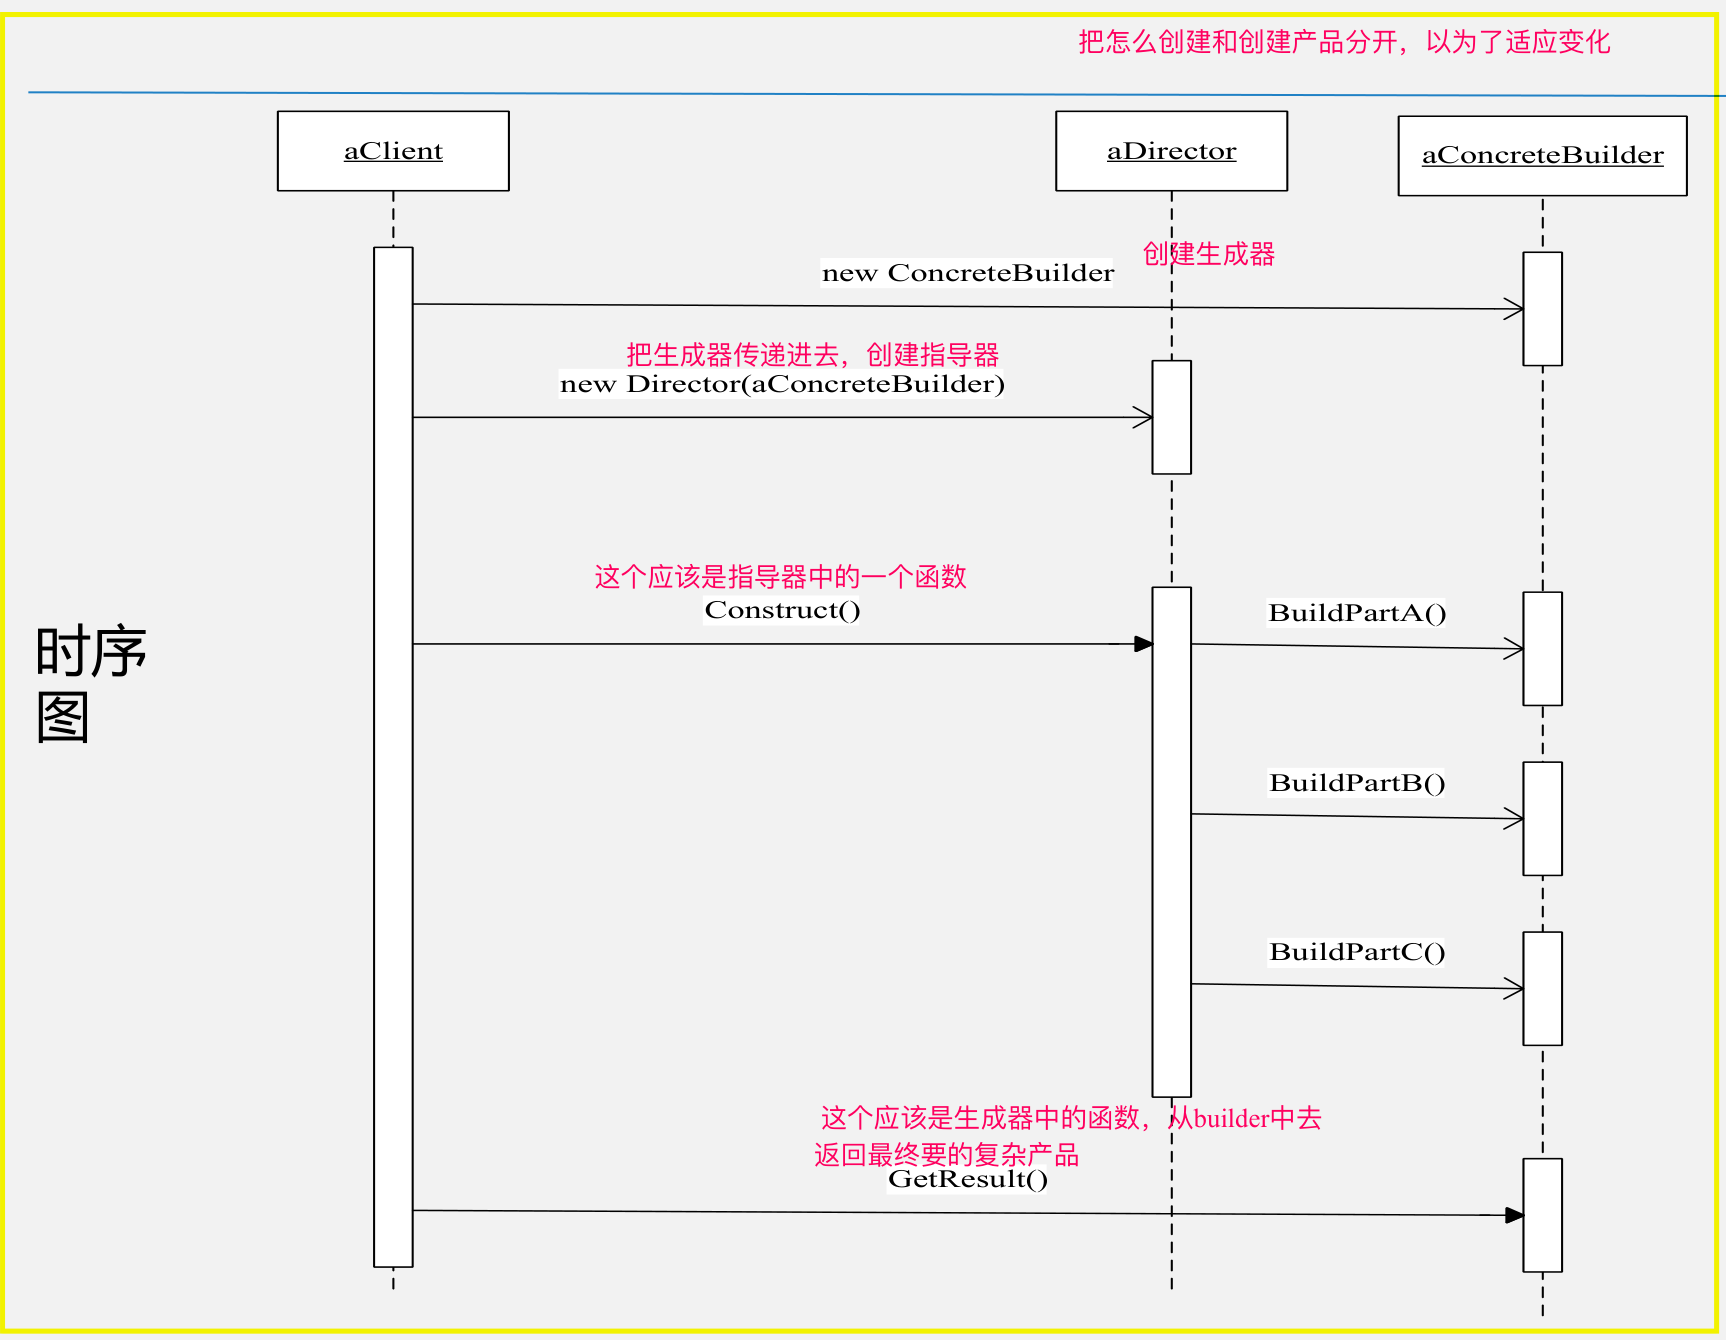 把怎么创建和创建产品分开，以为了适应变化
aClient
aDirector
aConcreteBuilder
创建生成器
new ConcreteBuilder
把生成器传递进去，创建指导器
new Director(aConcreteBuilder)
这个应该是指导器中的一个函数
Construct()
BuildPartA()
时序
图
BuildPartB()
BuildPartC()
这个应该是生成器中的函数，从builder中去
返回最终要的复杂产品
GetResult()